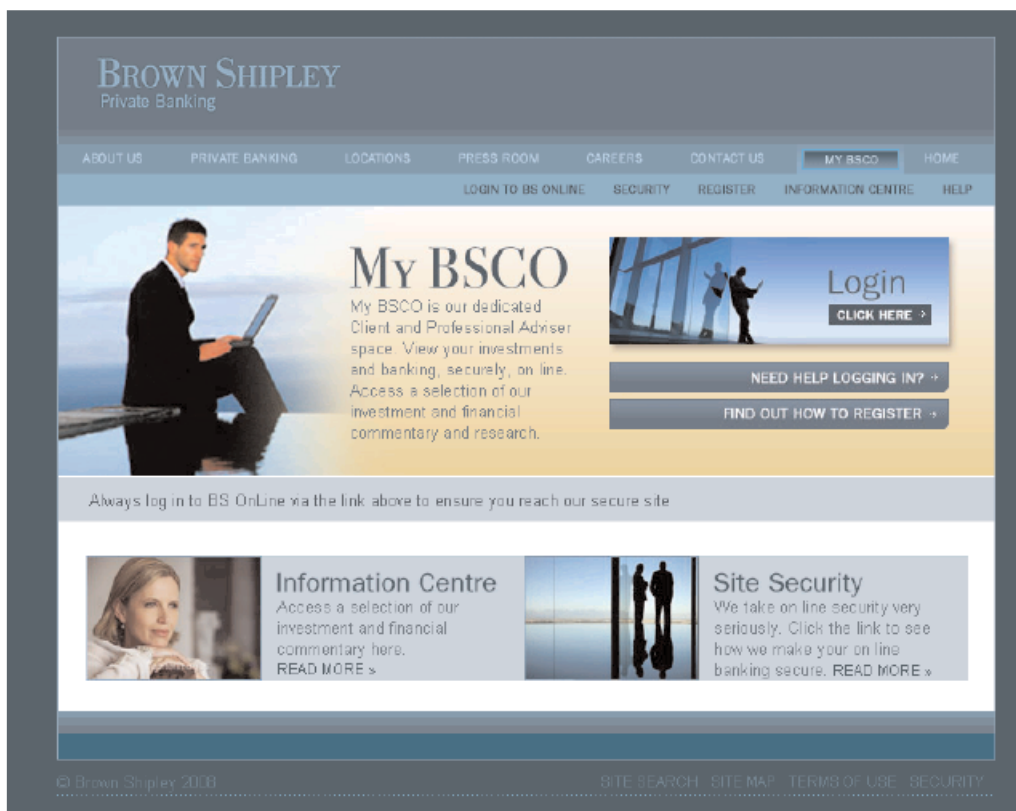 BROWN SHIPLEY
Private Banking
ABOUT US PRIVATE BANKING LOCATIONS PRESS ROOM CAREERS CONTACT US MY BSCO HOME
LOGIN TO BS ONLINE SECURITY REGISTER INFORMATION CENTRE HELP
MY BSCO
My BSCO is our dedicated
Client and Professional Adviser
space. View your investments
and banking, securely, on line.
Access a selection of our
investment and financial
commentary and research.
Login
CLICK HERE
NEED HELP LOGGING IN?
FIND OUT HOW TO REGISTER
Always log in to BS OnLine via the link above to ensure you reach our secure site
Information Centre
Access a selection of our
investment and financial
commentary here.
READ MORE »
Site Security
We take on line security very
seriously. Click the link to see
how we make your on line
banking secure. READ MORE »
© Brown Shipley 2008 SITE SEARCH SITE MAP TERMS OF USE SECURITY